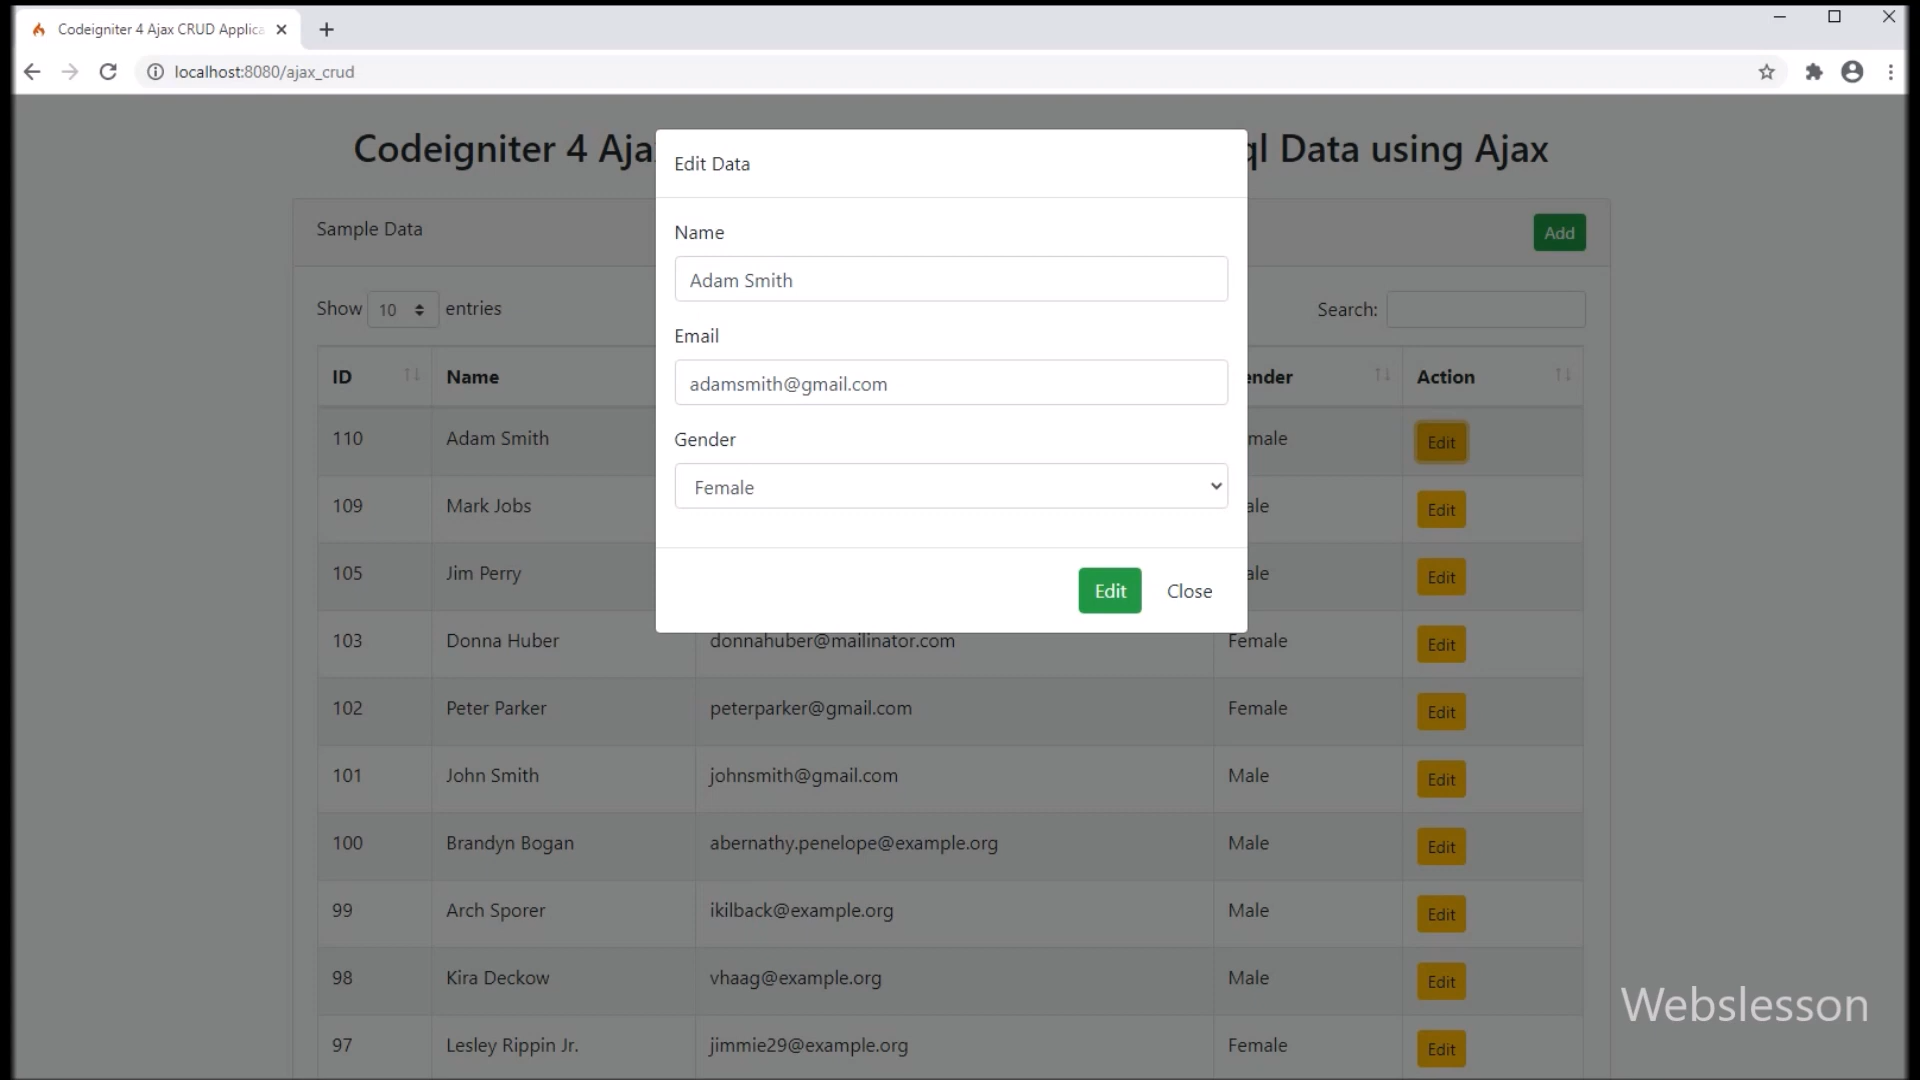 Codeigniter 4 Ajax CRUD Applica
localhost:8080/ajax_crud
Codeigniter 4 Aja ql Data using Ajax
Edit Data
Sample Data
Add
Name
Adam Smith
Show 10 entries
Search:
Email
adamsmith@gmail.com
ID Name ender Action
Gender
Female
110 Adam Smith male Edit
109 Mark Jobs ale Edit
105 Jim Perry ale Edit
Edit Close
103 Donna Huber donnahuber@mailinator.com Female Edit
102 Peter Parker peterparker@gmail.com Female Edit
101 John Smith johnsmith@gmail.com Male Edit
100 Brandyn Bogan abernathy.penelope@example.org Male Edit
99 Arch Sporer ikilback@example.org Male Edit
98 Kira Deckow vhaag@example.org Male Edit
97 Lesley Rippin Jr. jimmie29@example.org Female Edit
Webslesson